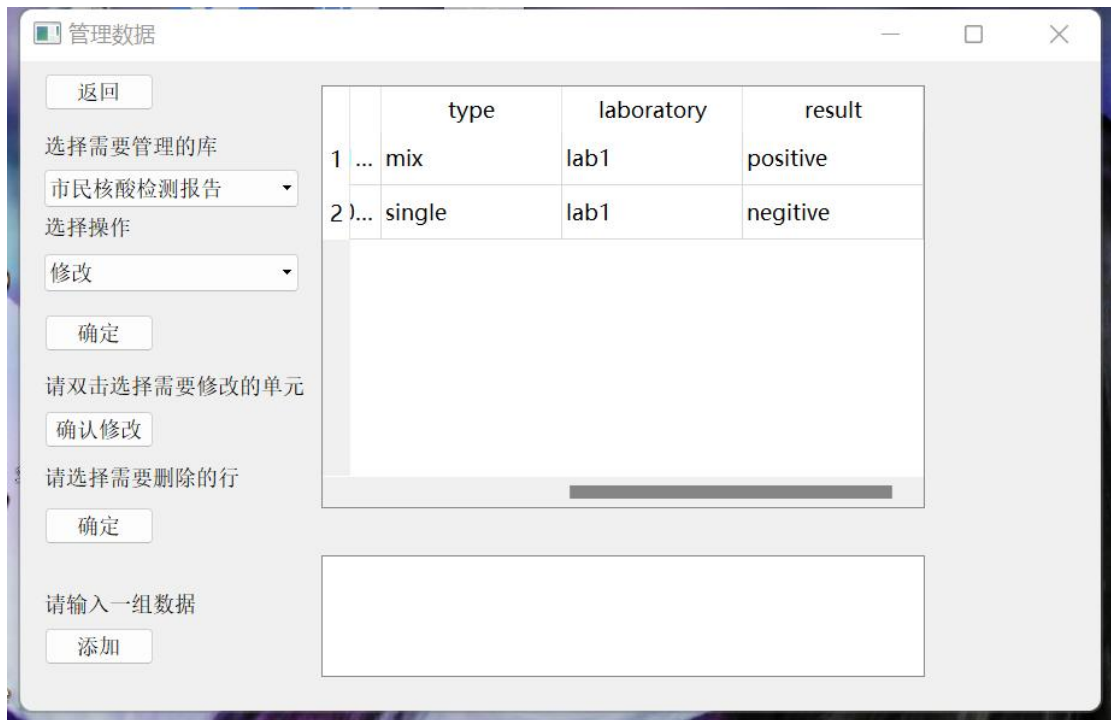 管理数据
返回
选择需要管理的库
市民核酸检测报告
选择操作
修改
确定
请双击选择需要修改的单元
确认修改
请选择需要删除的行
确定
请输入一组数据
添加
type laboratory result
1 ... mix lab1 positive
2 ... single lab1 negitive